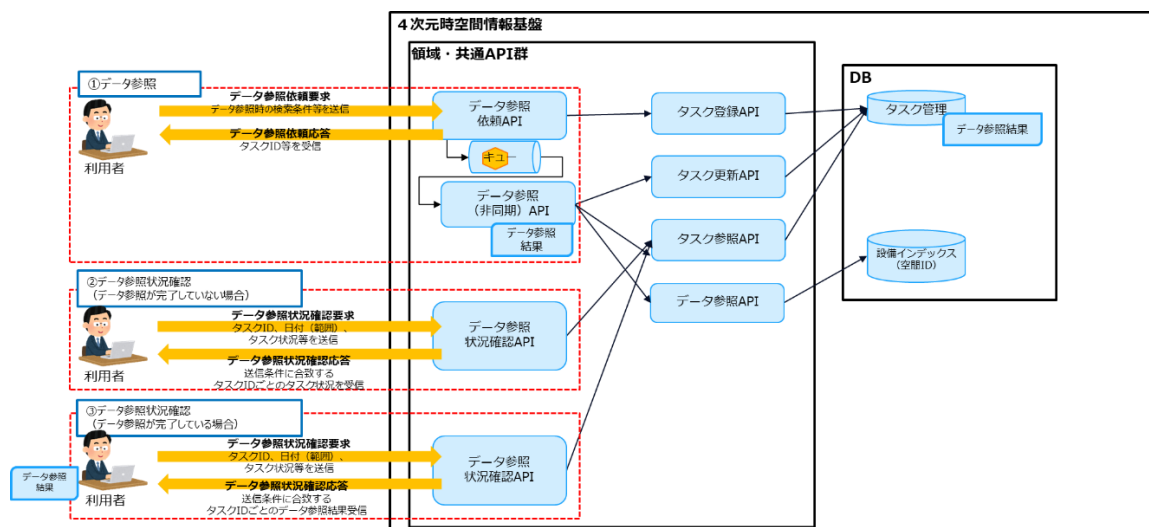 ４次元時空間情報基盤
領域・共通API群
DB
①データ参照
データ参照依頼要求
データ参照時の検索条件等を送信
データ参照依頼応答
タスクID等を受信
利用者
データ参照
依頼API
キュー
データ参照
（非同期）API
データ参照
結果
タスク登録API
タスク更新API
タスク参照API
データ参照API
タスク管理
データ参照結果
設備インデックス
（空間ID）
②データ参照状況確認
（データ参照が完了していない場合）
データ参照状況確認要求
タスクID、日付（範囲）、
タスク状況等を送信
データ参照状況確認応答
送信条件に合致する
タスクIDごとのタスク状況を受信
利用者
データ参照
状況確認API
③データ参照状況確認
（データ参照が完了している場合）
データ参照状況確認要求
タスクID、日付（範囲）、
タスク状況等を送信
データ参照状況確認応答
送信条件に合致する
タスクIDごとのデータ参照結果受信
データ参照
結果
利用者
データ参照
状況確認API